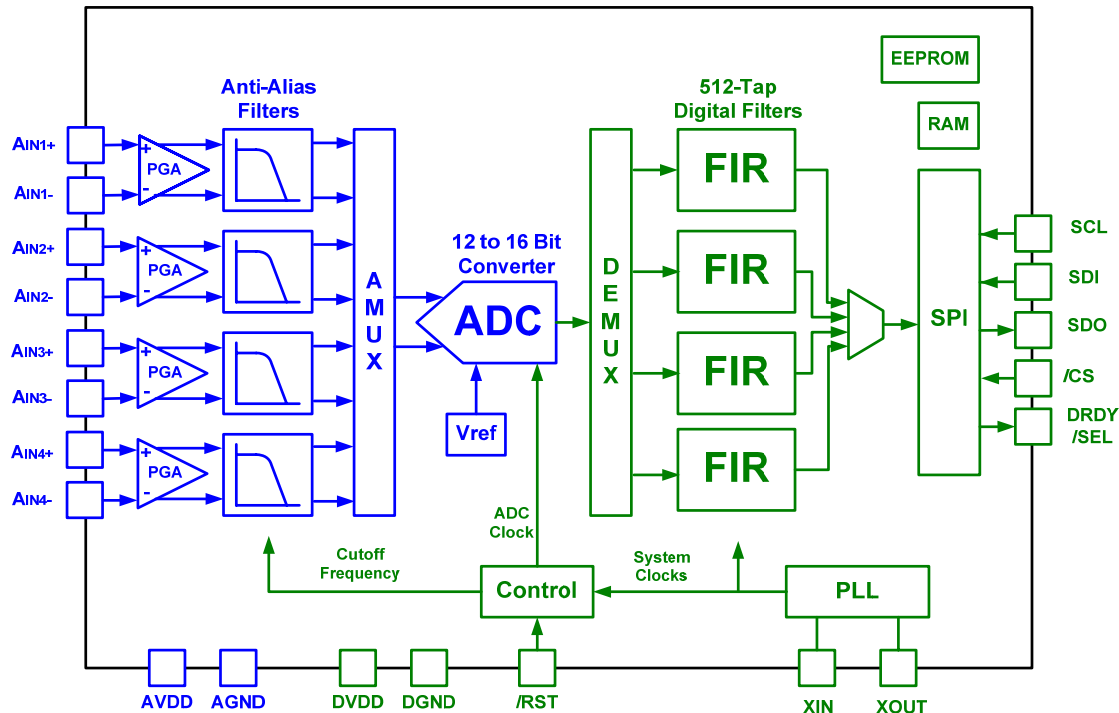 EEPROM
Anti-Alias
Filters
512-Tap
Digital Filters
RAM
AIN1+
+
PGA
-
AIN1-
FIR
SCL
AIN2+
+
PGA
-
AIN2-
12 to 16 Bit
Converter
AMUX
ADC
DEMUX
FIR
SPI
SDI
SDO
AIN3+
+
PGA
-
AIN3-
FIR
/CS
Vref
DRDY
/SEL
AIN4+
+
PGA
-
AIN4-
FIR
ADC
Clock
Cutoff
Frequency
System
Clocks
Control
PLL
AVDD
AGND
DVDD
DGND
/RST
XIN
XOUT